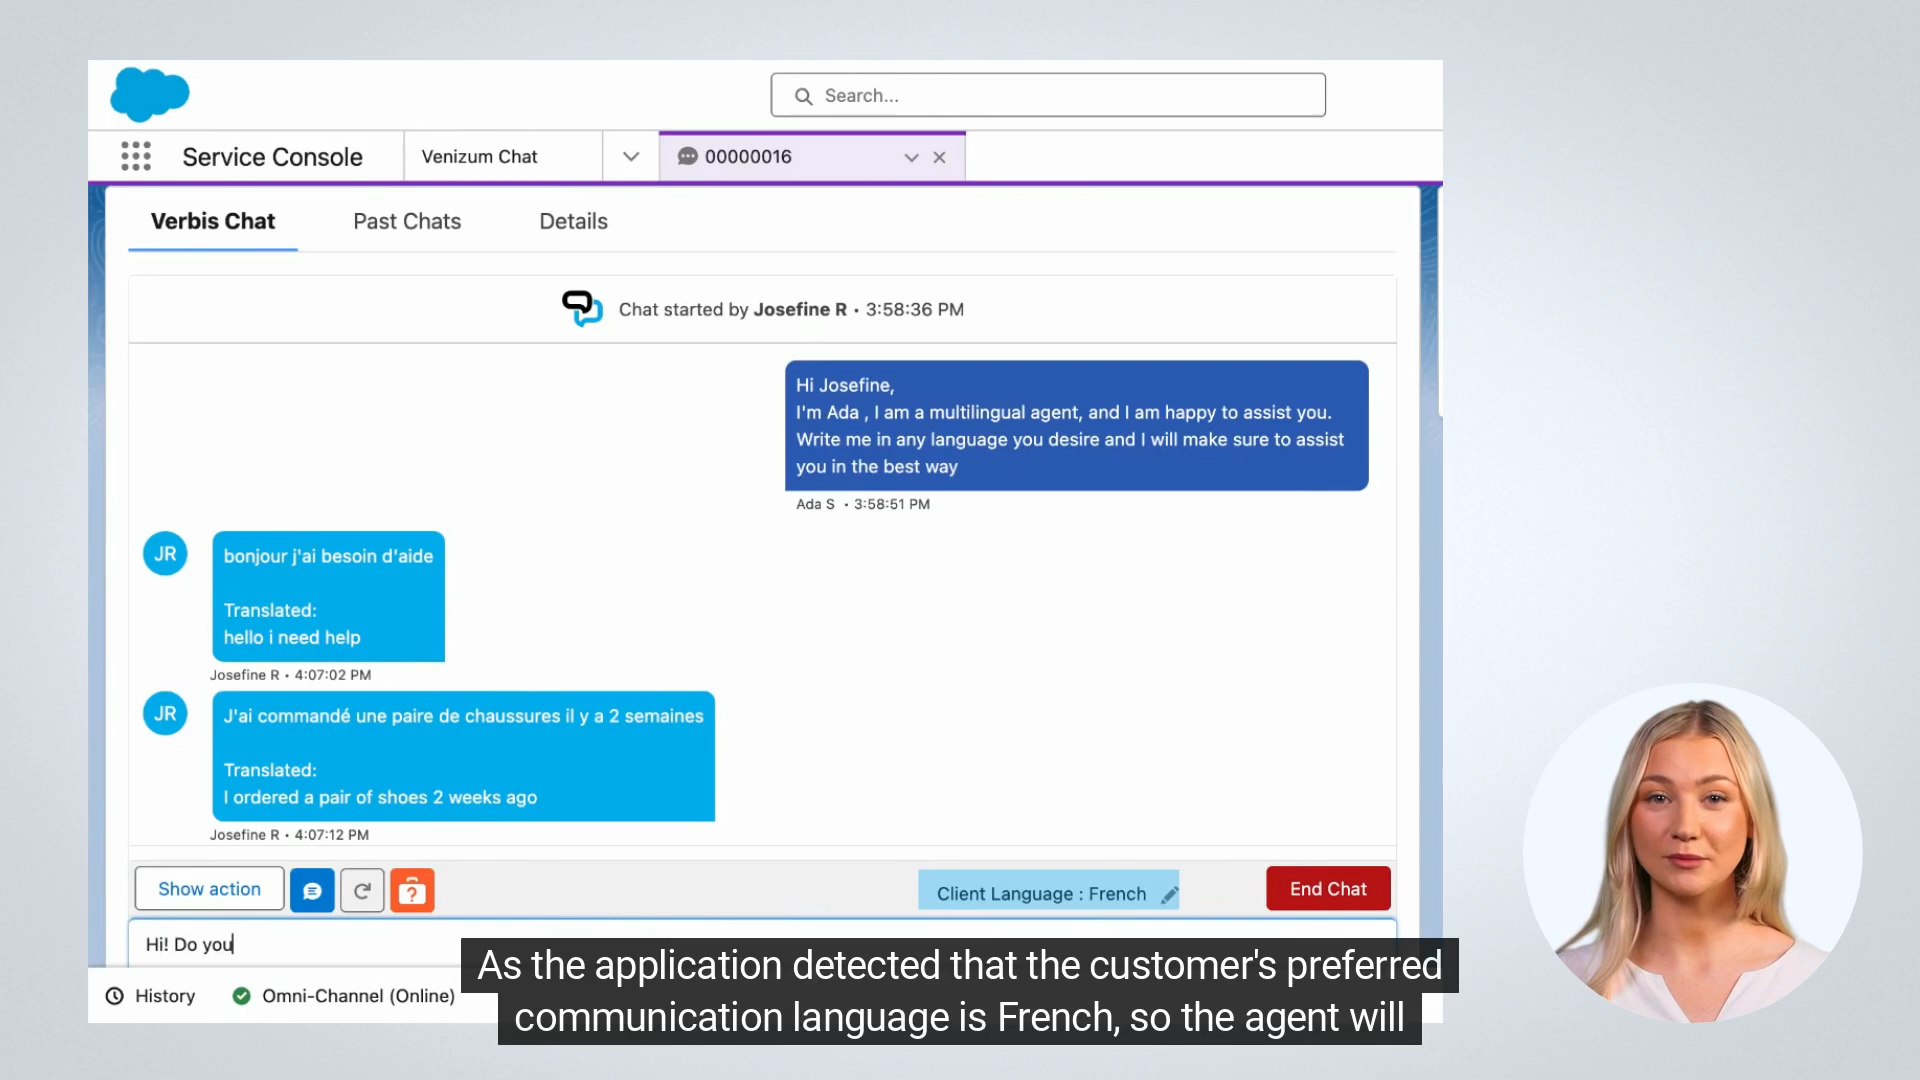 Search...
Service Console
Venizum Chat
00000016
Verbis Chat
Past Chats
Details
Chat started by Josefine R • 3:58:36 PM
Hi Josefine,
I'm Ada , I am a multilingual agent, and I am happy to assist you.
Write me in any language you desire and I will make sure to assist
you in the best way
Ada S • 3:58:51 PM
JR
bonjour j'ai besoin d'aide
Translated:
hello i need help
Josefine R • 4:07:02 PM
JR
J'ai commandé une paire de chaussures il y a 2 semaines
Translated:
I ordered a pair of shoes 2 weeks ago
Josefine R • 4:07:12 PM
Show action
Client Language : French
End Chat
Hi! Do you
History
Omni-Channel (Online)
As the application detected that the customer's preferred
communication language is French, so the agent will